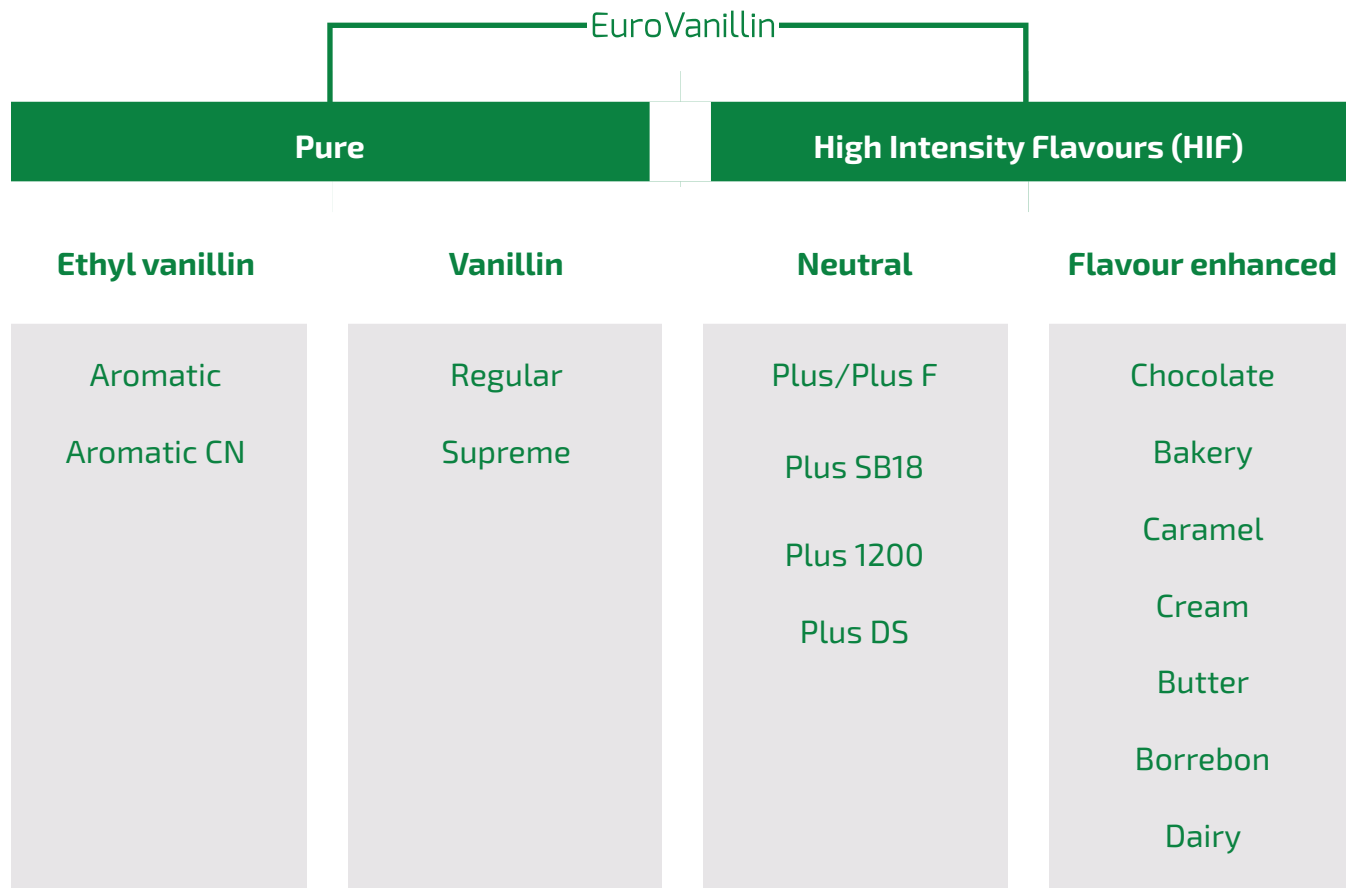 EuroVanillin
Pure
High Intensity Flavours (HIF)
Ethyl vanillin
Aromatic
Aromatic CN
Vanillin
Regular
Supreme
Neutral
Plus/Plus F
Plus SB18
Plus 1200
Plus DS
Flavour enhanced
Chocolate
Bakery
Caramel
Cream
Butter
Borrebon
Dairy